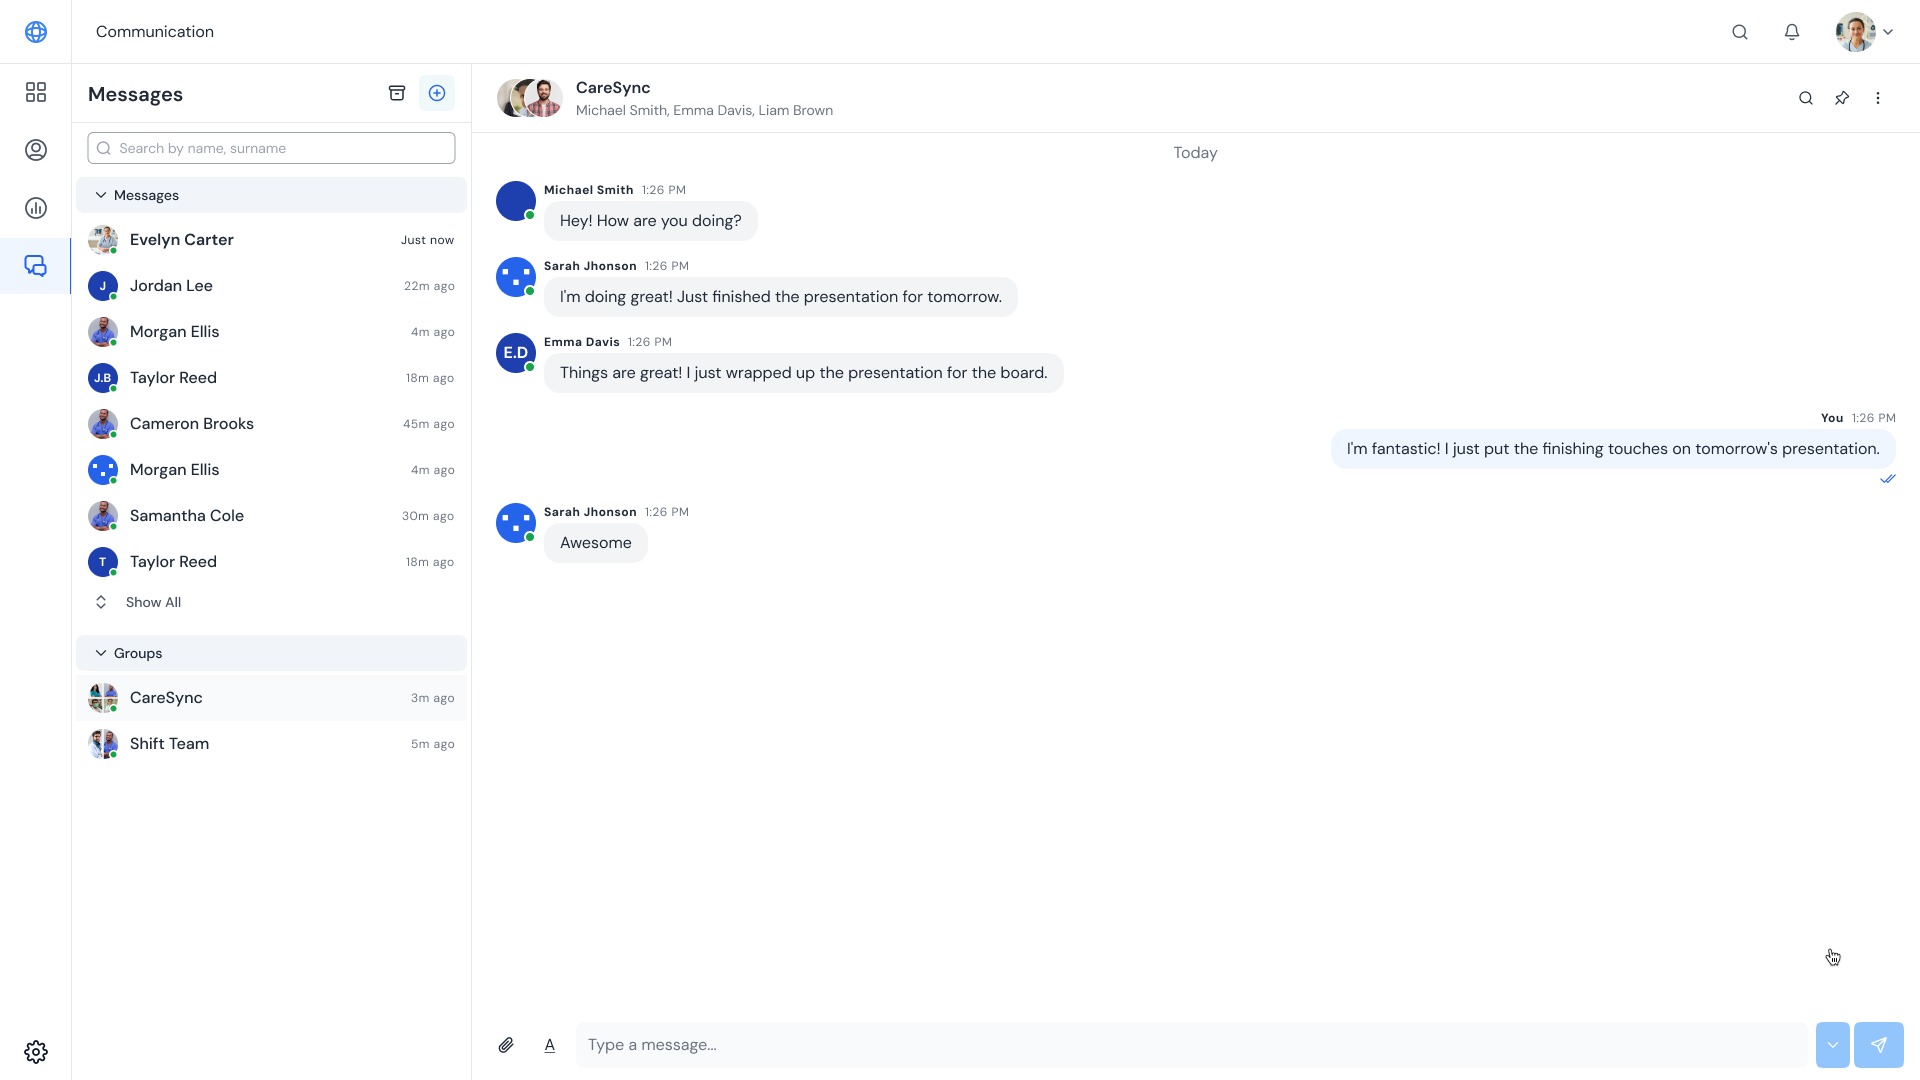 Communication
Messages
Search by name, surname
Messages
Evelyn Carter Just now
J Jordan Lee 22m ago
Morgan Ellis 4m ago
J.B Taylor Reed 18m ago
Cameron Brooks 45m ago
Morgan Ellis 4m ago
Samantha Cole 30m ago
T Taylor Reed 18m ago
Show All
Groups
CareSync 3m ago
Shift Team 5m ago
CareSync
Michael Smith, Emma Davis, Liam Brown
Today
Michael Smith 1:26 PM
Hey! How are you doing?
Sarah Jhonson 1:26 PM
I'm doing great! Just finished the presentation for tomorrow.
E.D Emma Davis 1:26 PM
Things are great! I just wrapped up the presentation for the board.
You 1:26 PM
I'm fantastic! I just put the finishing touches on tomorrow's presentation.
Sarah Jhonson 1:26 PM
Awesome
A Type a message...